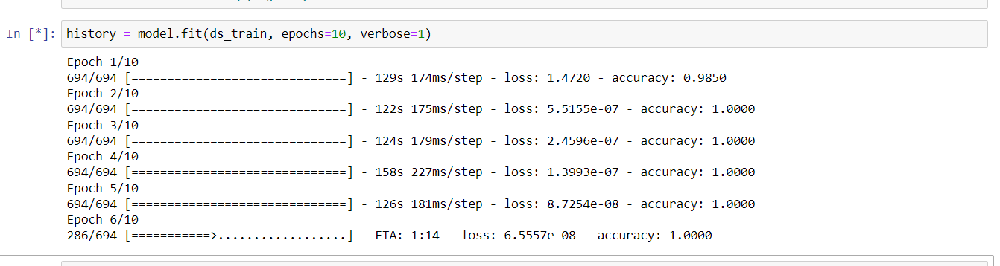 In [*]: history = model.fit(ds_train, epochs=10, verbose=1)
Epoch 1/10
694/694 [==============================] - 129s 174ms/step - loss: 1.4720 - accuracy: 0.9850
Epoch 2/10
694/694 [==============================] - 122s 175ms/step - loss: 5.5155e-07 - accuracy: 1.0000
Epoch 3/10
694/694 [==============================] - 124s 179ms/step - loss: 2.4596e-07 - accuracy: 1.0000
Epoch 4/10
694/694 [==============================] - 158s 227ms/step - loss: 1.3993e-07 - accuracy: 1.0000
Epoch 5/10
694/694 [==============================] - 126s 181ms/step - loss: 8.7254e-08 - accuracy: 1.0000
Epoch 6/10
286/694 [===========>..................] - ETA: 1:14 - loss: 6.5557e-08 - accuracy: 1.0000